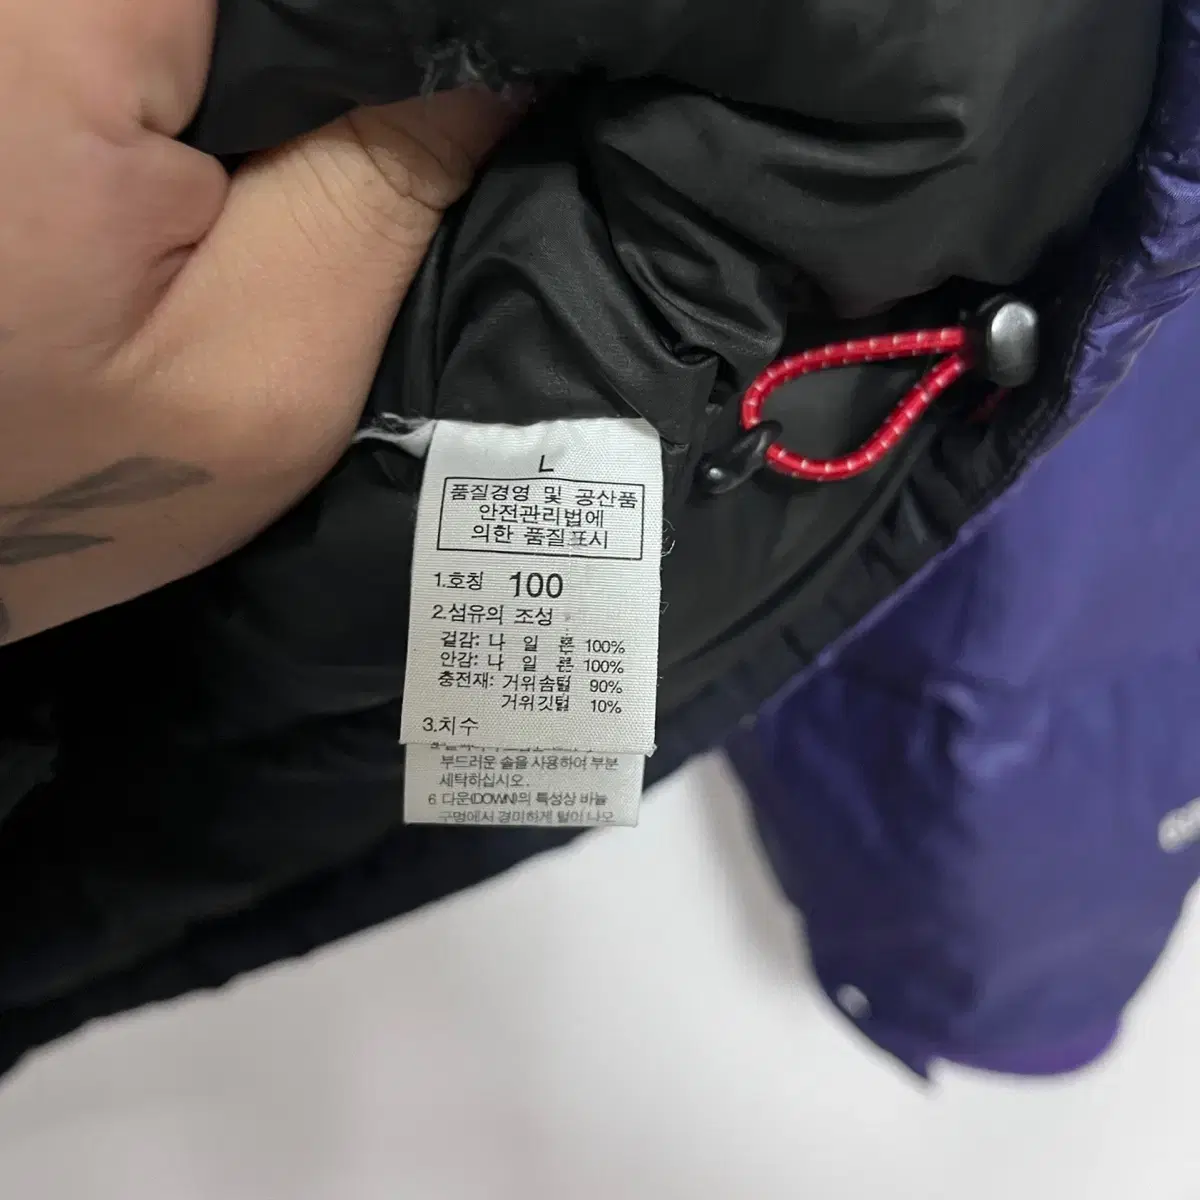 L
품질경영 및 공산품
안전관리법에
의한 품질표시
1.호칭 100
2.섬유의 조성
겉감: 나 일 론 100%
안감: 나 일 론 100%
충전재: 거위솜털 90%
거위깃털 10%
3.치수
부드러운 솔을 사용하여 부분
세탁하십시오.
6 다운(DOWN)의 특성상 바늘
구멍에서 경미하게 털이 나오